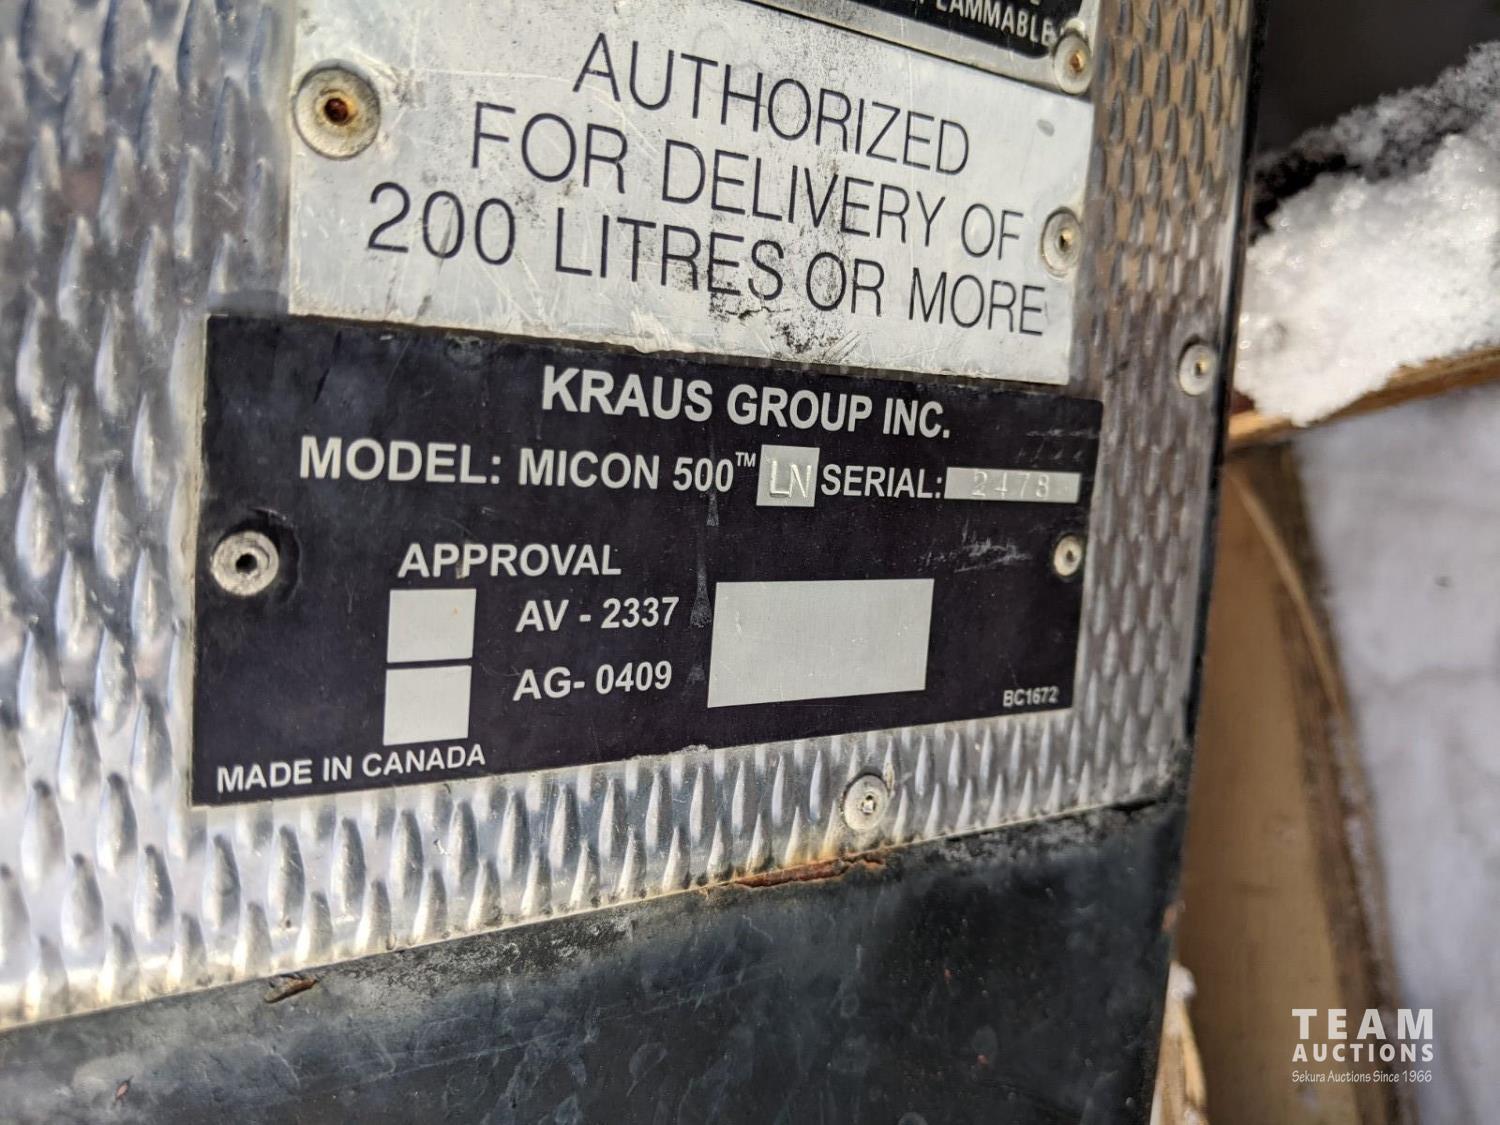 FLAMMABLE
AUTHORIZED
FOR DELIVERY OF
200 LITRES OR MORE
KRAUS GROUP INC.
MODEL: MICON 500™ LN SERIAL: 2478
APPROVAL
AV - 2337
AG- 0409
BC1672
MADE IN CANADA
TEAM
AUCTIONS
Sekura Auctions Since 1966